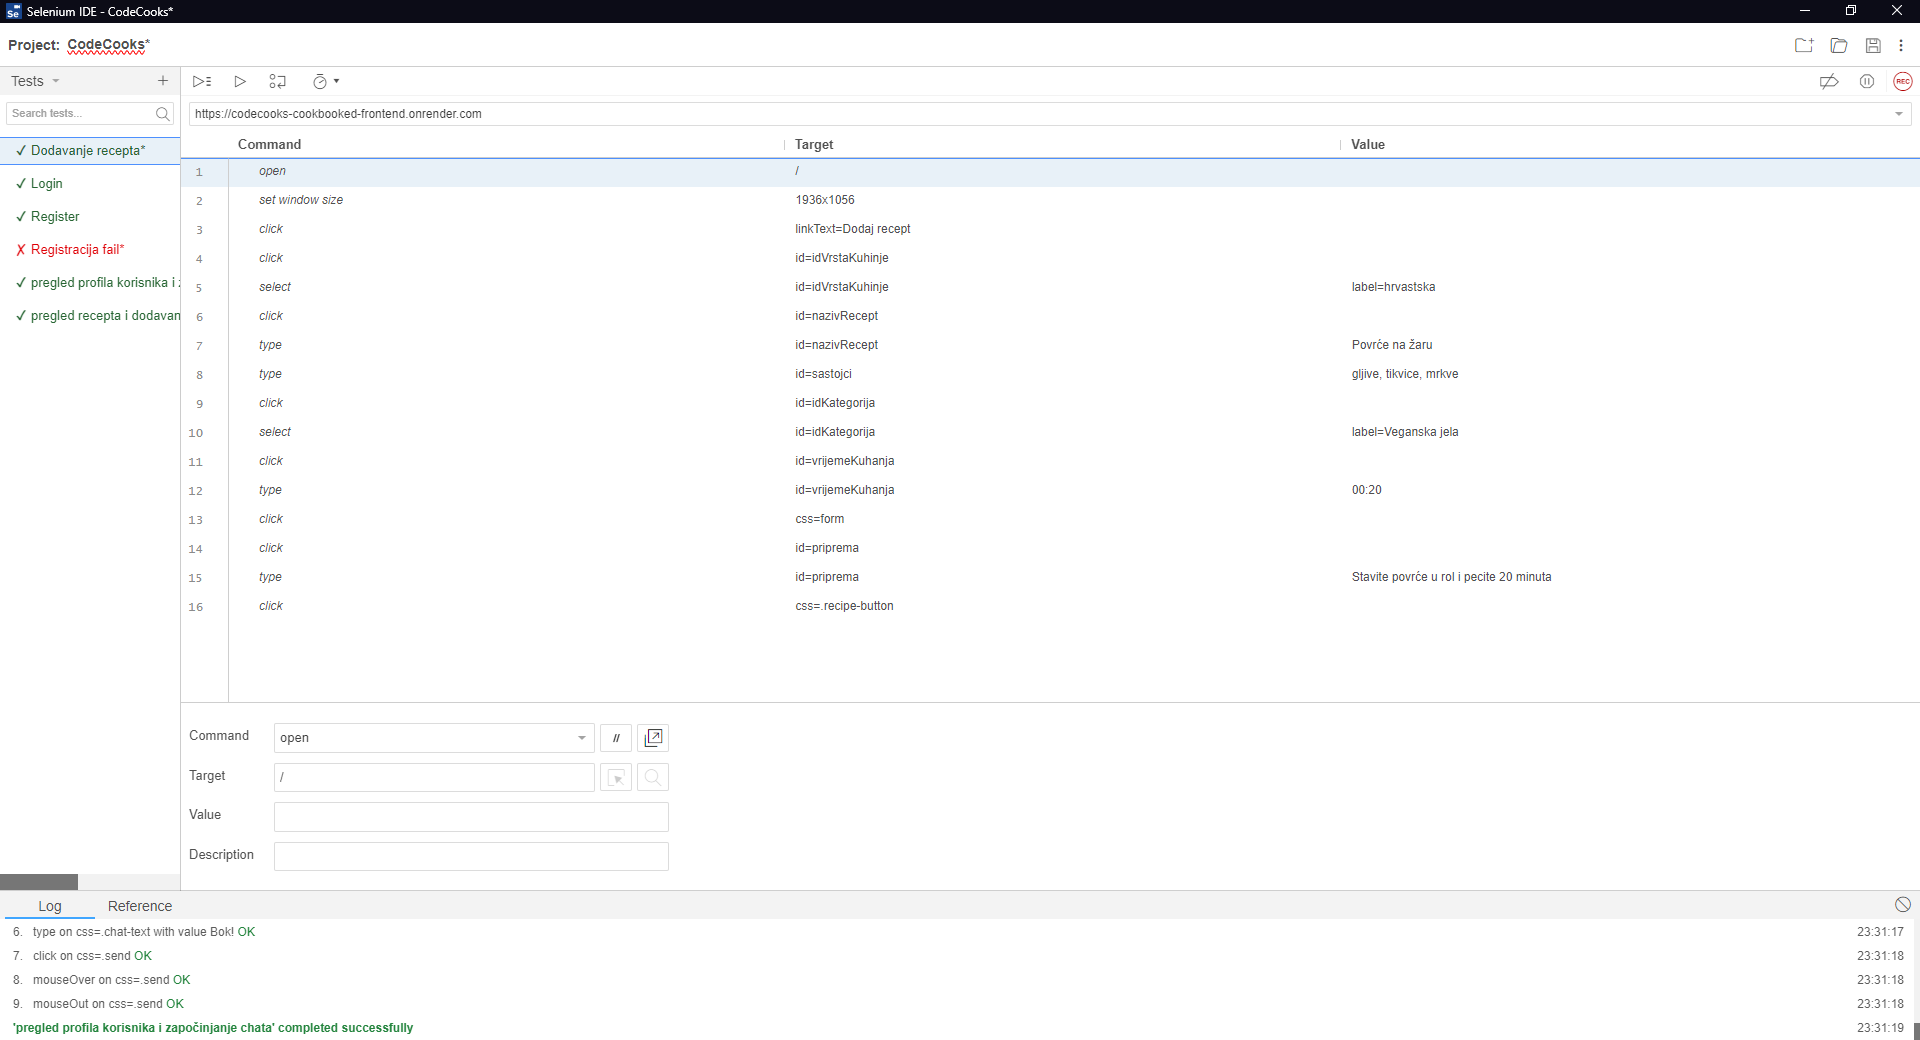 Selenium IDE - CodeCooks*
Project: CodeCooks*
Tests
Search tests...
✓ Dodavanje recepta*
✓ Login
✓ Register
✗ Registracija fail*
✓ pregled profila korisnika i
✓ pregled recepta i dodavan
REC
https://codecooks-cookbooked-frontend.onrender.com
Command Target Value
1 open /
2 set window size 1936x1056
3 click linkText=Dodaj recept
4 click id=idVrstaKuhinje
5 select id=idVrstaKuhinje label=hrvastska
6 click id=nazivRecept
7 type id=nazivRecept Povrće na žaru
8 type id=sastojci gljive, tikvice, mrkve
9 click id=idKategorija
10 select id=idKategorija label=Veganska jela
11 click id=vrijemeKuhanja
12 type id=vrijemeKuhanja 00:20
13 click css=form
14 click id=priprema
15 type id=priprema Stavite povrće u rol i pecite 20 minuta
16 click css=.recipe-button
Command open //
Target /
Value
Description
Log Reference
6. type on css=.chat-text with value Bok! OK 23:31:17
7. click on css=.send OK 23:31:18
8. mouseOver on css=.send OK 23:31:18
9. mouseOut on css=.send OK 23:31:18
'pregled profila korisnika i započinjanje chata' completed successfully 23:31:19